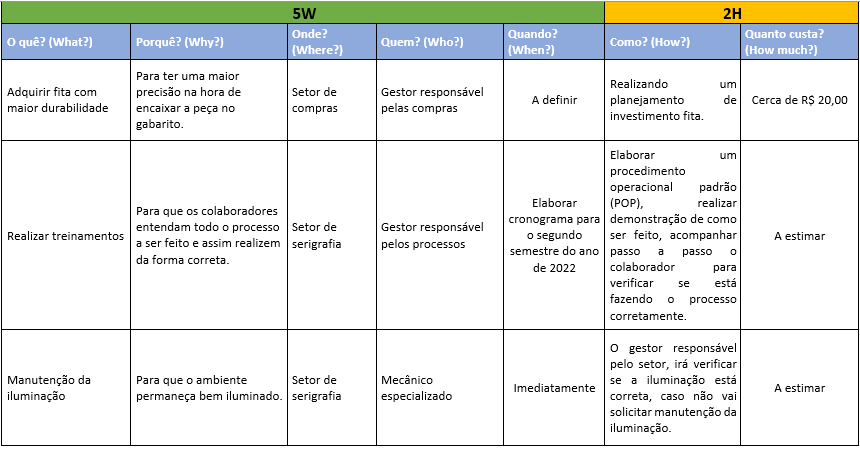 5W
2H
O quê? (What?)
Porquê? (Why?)
Onde?
(Where?)
Quem? (Who?)
Quando?
(When?)
Como? (How?)
Quanto custa?
(How much?)
Adquirir fita com
maior durabilidade
Para ter uma maior
precisão na hora de
encaixar a peça no
gabarito.
Setor de
compras
Gestor responsável
pelas compras
A definir
Realizando um
planejamento de
investimento fita.
Cerca de R$ 20,00
Realizar treinamentos
Para que os colaboradores
entendam todo o processo
a ser feito e assim realizem
da forma correta.
Setor de
serigrafia
Gestor responsável
pelos processos
Elaborar
cronograma para
o segundo
semestre do ano
de 2022
Elaborar um
procedimento
operacional padrão
(POP), realizar
demonstração de como
ser feito, acompanhar
passo a passo o
colaborador para
verificar se está
fazendo o processo
corretamente.
A estimar
Manutenção da
iluminação
Para que o ambiente
permaneça bem iluminado.
Setor de
serigrafia
Mecânico
especializado
Imediatamente
O gestor responsável
pelo setor, irá verificar
se a iluminação está
correta, caso não vai
solicitar manutenção da
iluminação.
A estimar